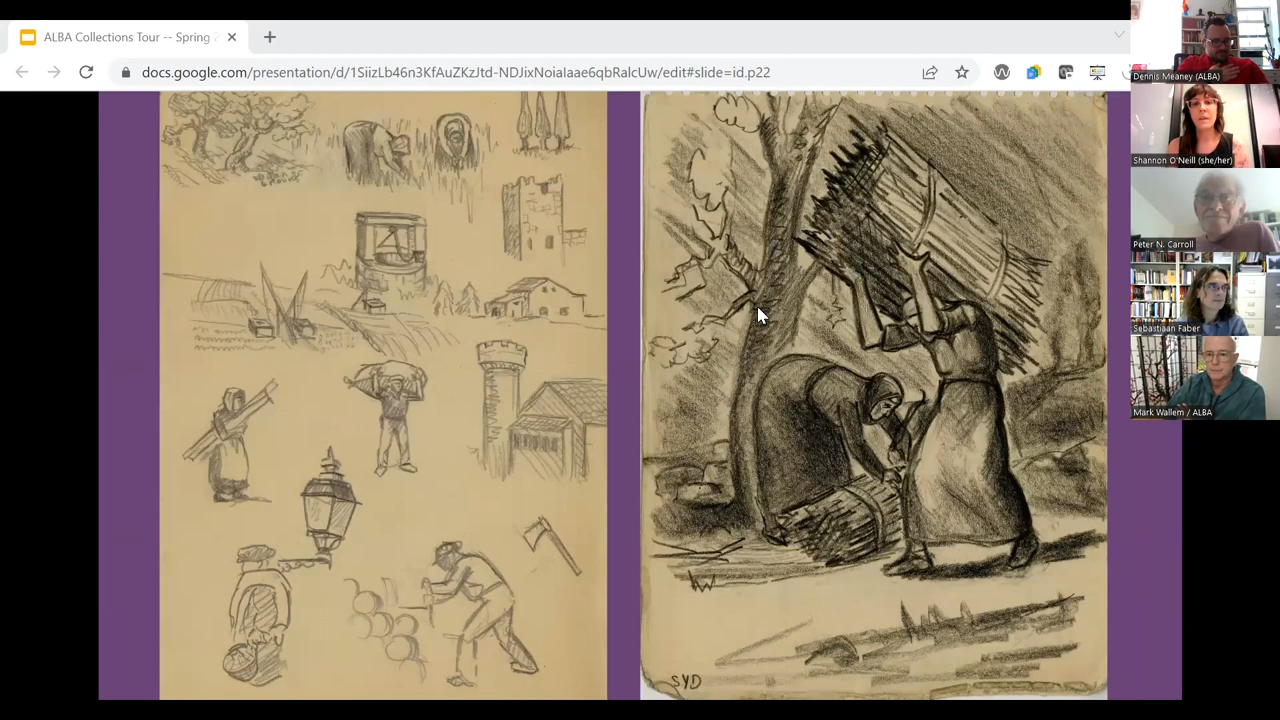 ALBA Collections Tour -- Spring
docs.google.com/presentation/d/1SiizLb46n3KfAuZKzJtd-NDJixNoiaIaae6qbRalcUw/edit#slide=id.p22
Dennis Meaney (ALBA)
Shannon O'Neill (she/her)
Peter N. Carroll
Sebastiaan Faber
Mark Wallem / ALBA
SYD